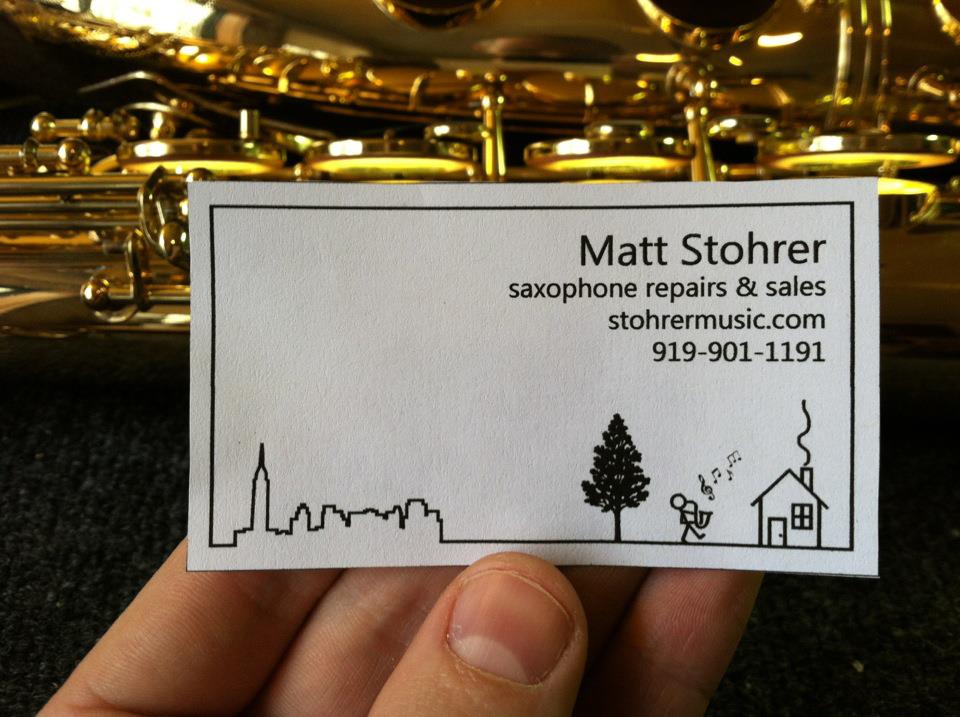 Matt Stohrer
saxophone repairs & sales
stohrermusic.com
919-901-1191